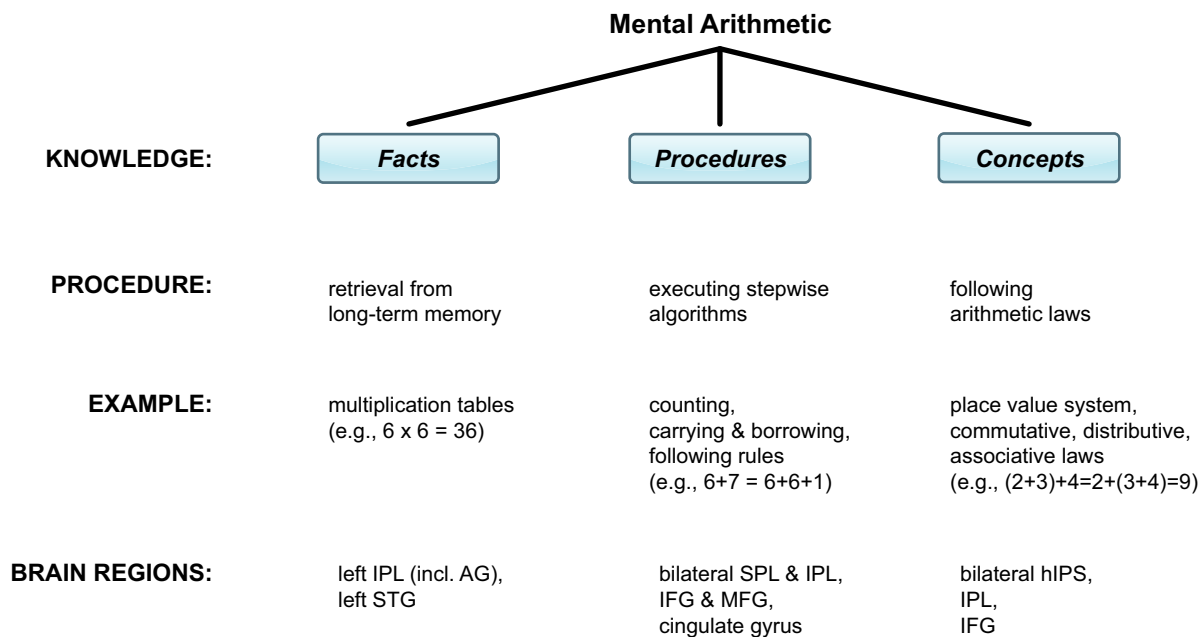 Mental Arithmetic
KNOWLEDGE:
Facts
Procedures
Concepts
PROCEDURE:
retrieval from
long-term memory
executing stepwise
algorithms
following
arithmetic laws
EXAMPLE:
multiplication tables
(e.g., 6 x 6 = 36)
counting,
carrying & borrowing,
following rules
(e.g., 6+7 = 6+6+1)
place value system,
commutative, distributive,
associative laws
(e.g., (2+3)+4=2+(3+4)=9)
BRAIN REGIONS:
left IPL (incl. AG),
left STG
bilateral SPL & IPL,
IFG & MFG,
cingulate gyrus
bilateral hIPS,
IPL,
IFG